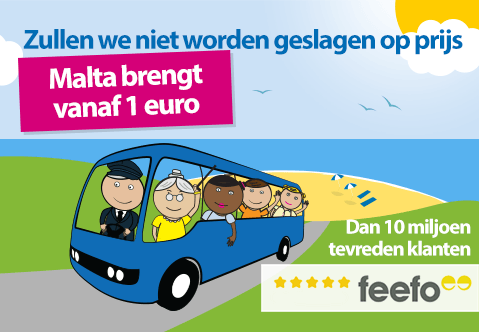 Zullen we niet worden geslagen op prijs
Malta brengt
vanaf 1 euro
Dan 10 miljoen
tevreden klanten
feefo